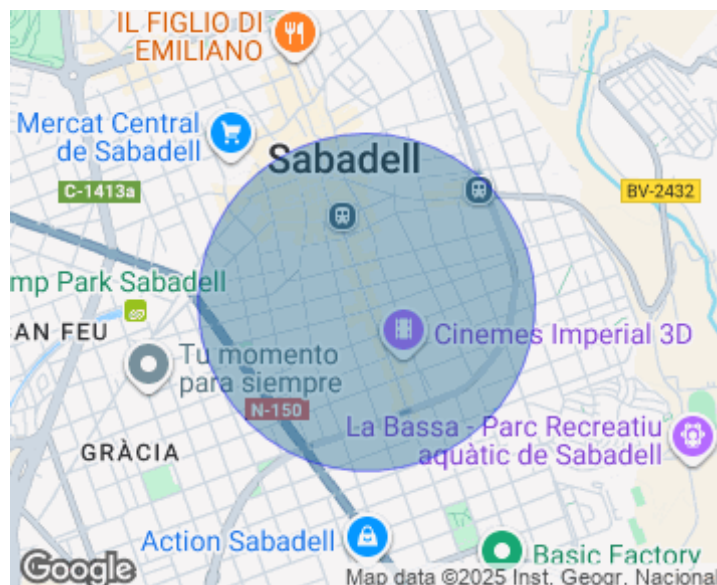 IL FIGLIO DI
EMILIANO
Mercat Central
de Sabadell
Sabadell
C-1413a
BV-2432
mp Park Sabadell
AN FEU
Cinemes Imperial 3D
Tu momento
para siempre
N-150
GRÀCIA
La Bassa - Parc Recreatiu
aquàtic de Sabadell
Action Sabadell
Basic Factory
Google
Map data ©2025 Inst. Geogr. Nacional